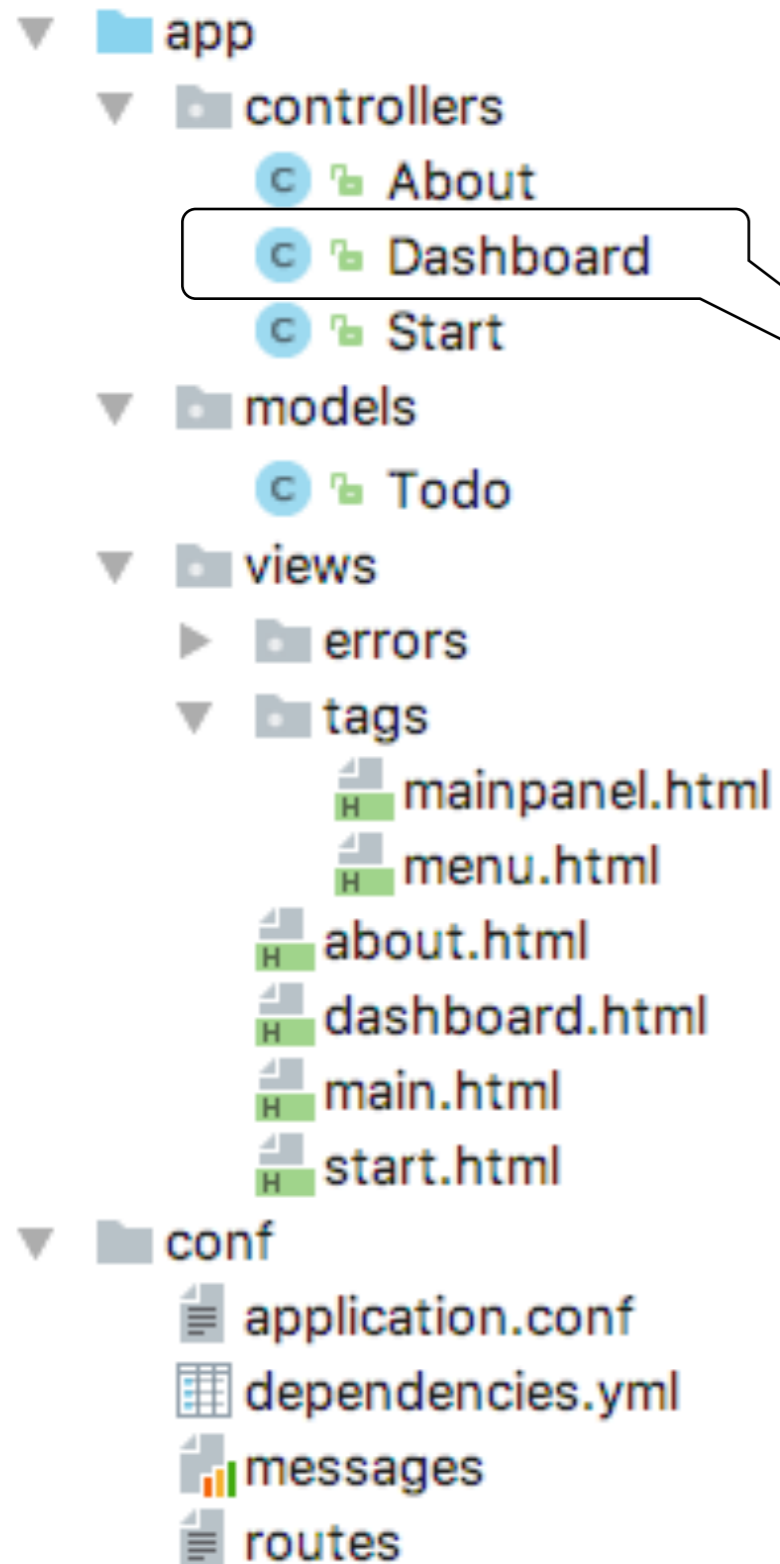 app
controllers
C About
C Dashboard
C Start
models
C Todo
views
errors
tags
H mainpanel.html
H menu.html
H about.html
H dashboard.html
H main.html
H start.html
conf
application.conf
dependencies.yml
messages
routes